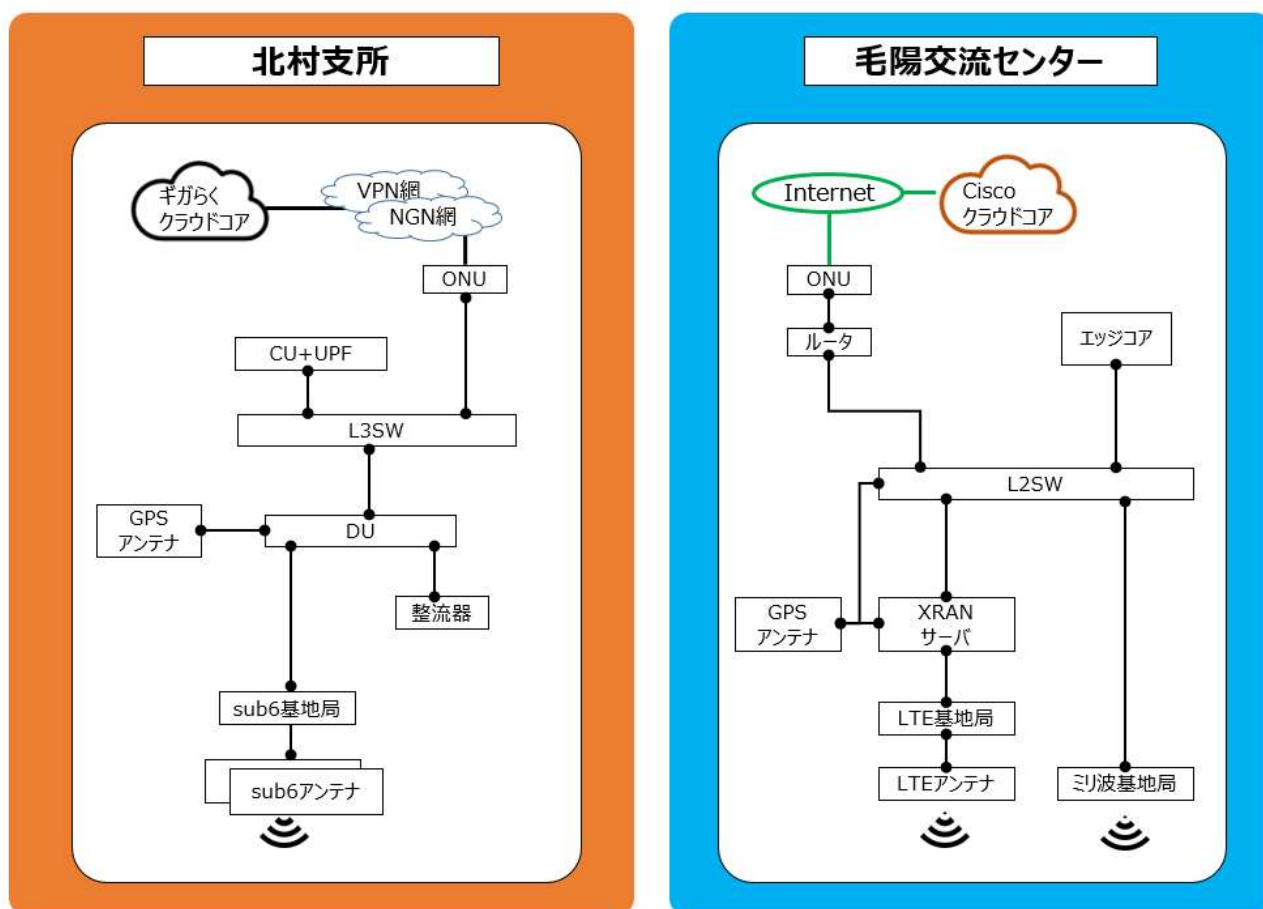 北村支所
ギガらく
クラウドコア
VPN網
NGN網
ONU
CU+UPF
L3SW
GPS
アンテナ
DU
整流器
sub6基地局
sub6アンテナ
毛陽交流センター
Internet
Cisco
クラウドコア
ONU
ルータ
エッジコア
L2SW
GPS
アンテナ
XRAN
サーバ
LTE基地局
LTEアンテナ
ミリ波基地局